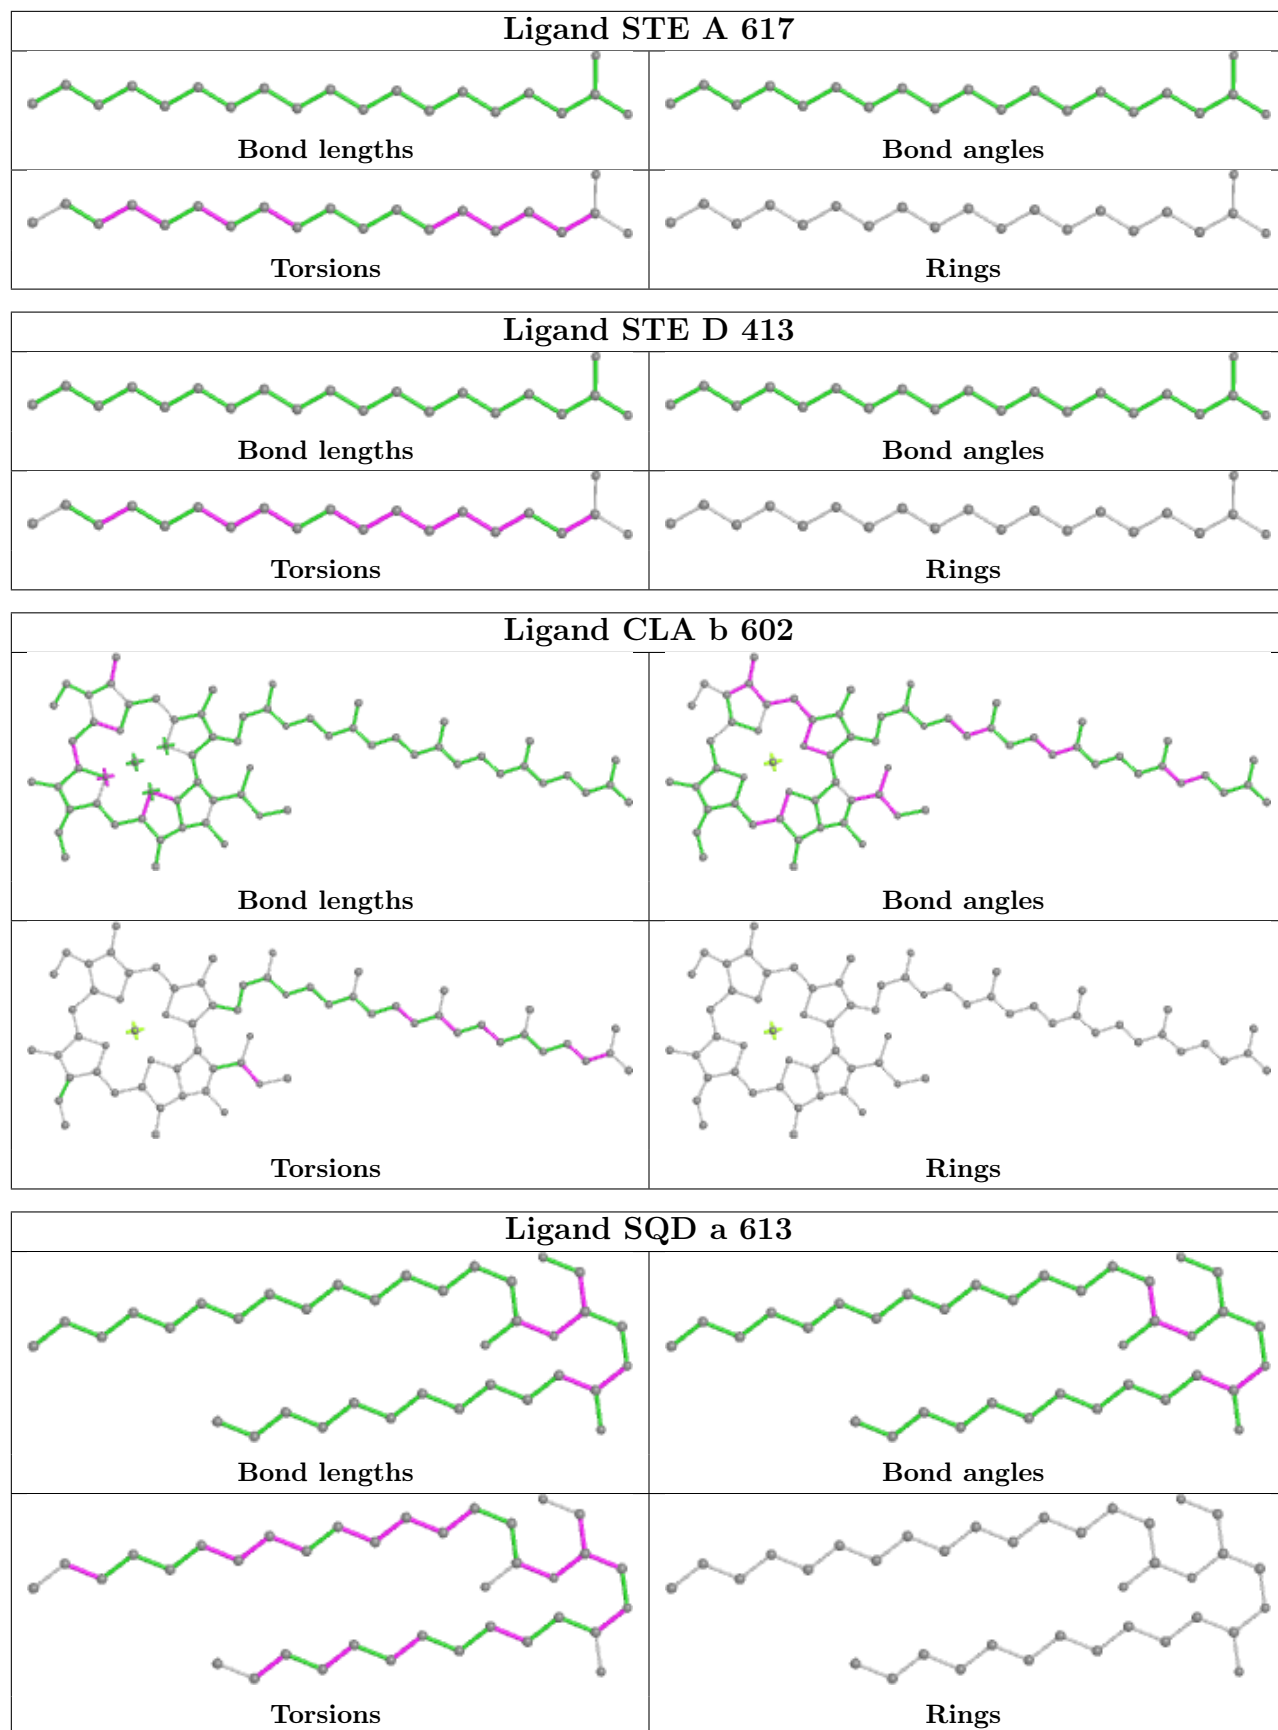 Ligand STE A 617
Bond lengths
Bond angles
Torsions
Rings
Ligand STE D 413
Bond lengths
Bond angles
Torsions
Rings
Ligand CLA b 602
Bond lengths
Bond angles
Torsions
Rings
Ligand SQD a 613
Bond lengths
Bond angles
Torsions
Rings